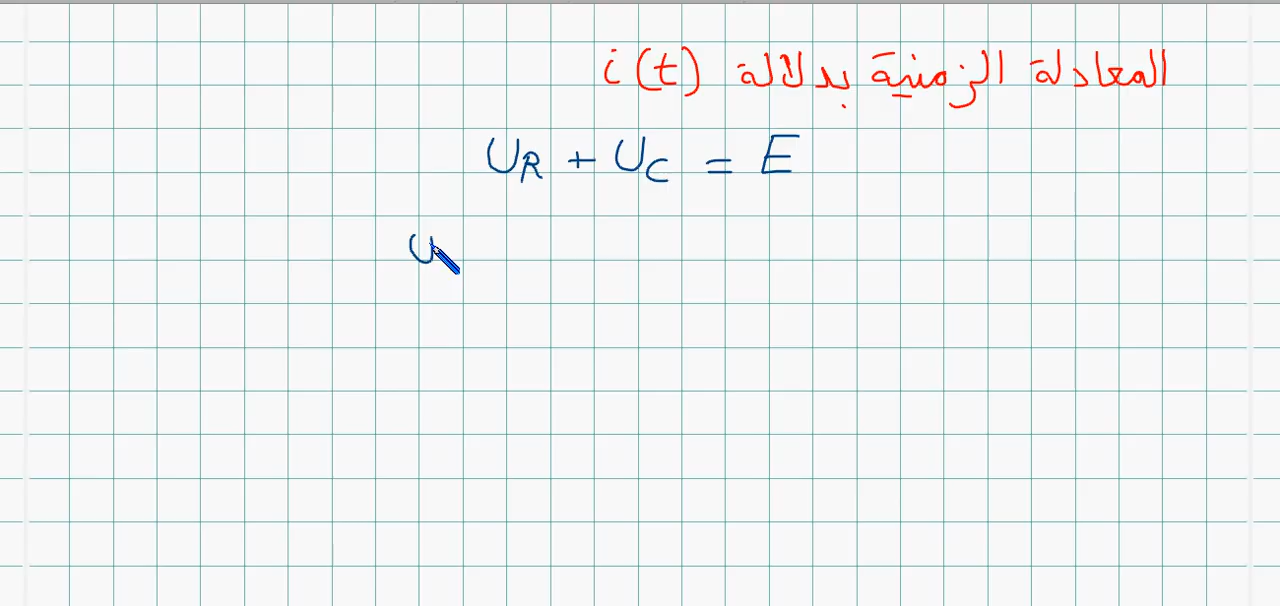 المعادلة الزمنية بدلالة i(t)
U_R + U_C = E
U